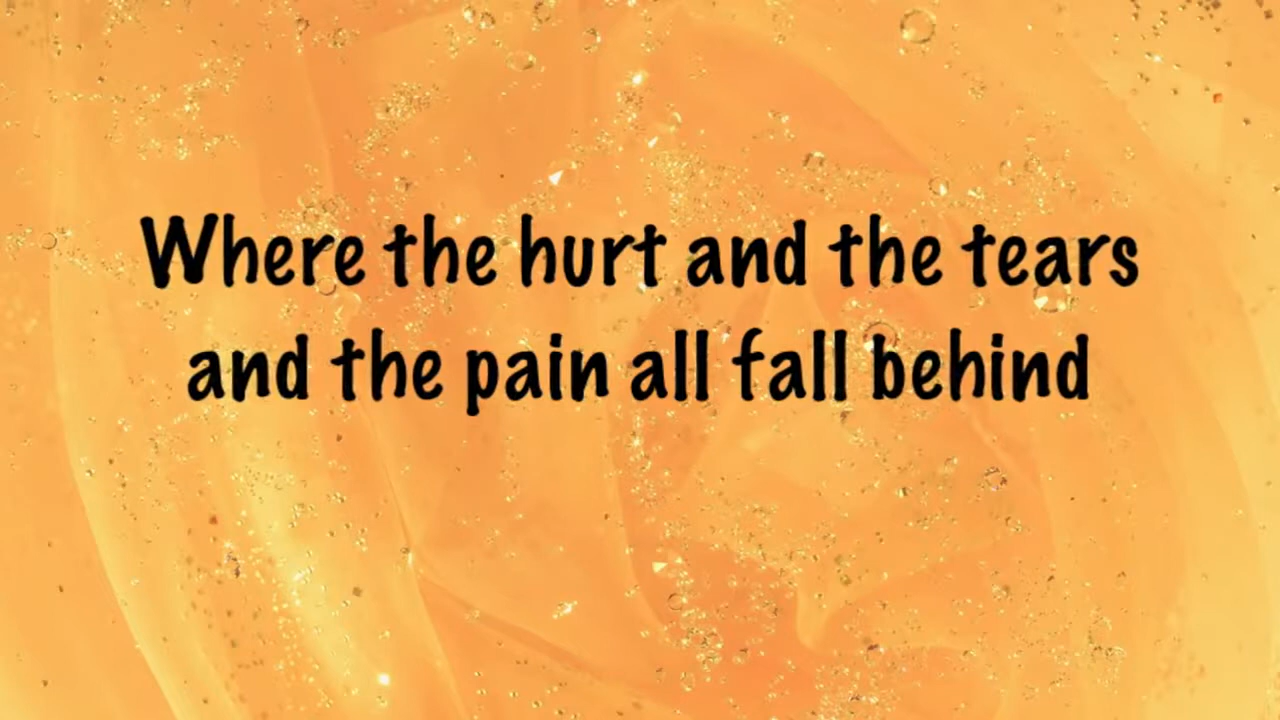 Where the hurt and the tears
and the pain all fall behind